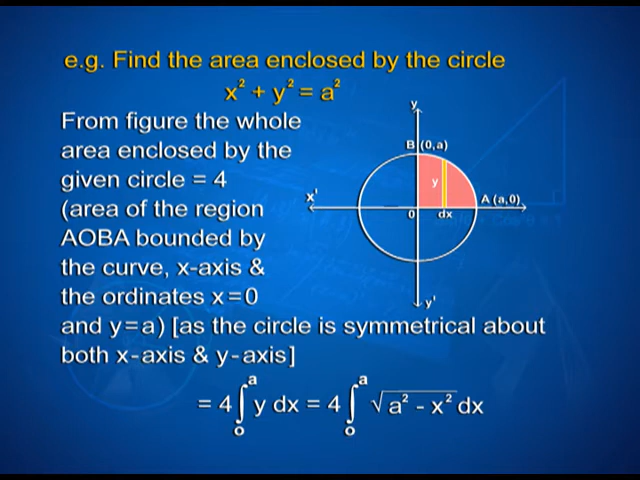 e.g. Find the area enclosed by the circle
x² + y² = a²
From figure the whole
area enclosed by the
given circle = 4
(area of the region
AOBA bounded by
the curve, x-axis &
the ordinates x=0
and y=a) [as the circle is symmetrical about
both x-axis & y-axis]
= 4∫₀ᵃ y dx = 4∫₀ᵃ √a² - x² dx
y
B (0,a)
y
x'
A (a,0)
0
dx
y'